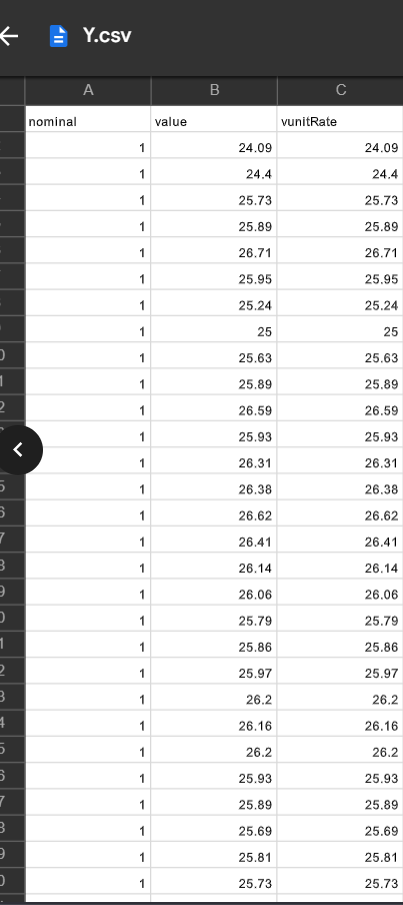 Y.csv
A B C
nominal value vunitRate
1 24.09 24.09
1 24.4 24.4
1 25.73 25.73
1 25.89 25.89
1 26.71 26.71
1 25.95 25.95
1 25.24 25.24
1 25 25
1 25.63 25.63
1 25.89 25.89
1 26.59 26.59
1 25.93 25.93
1 26.31 26.31
1 26.38 26.38
1 26.62 26.62
1 26.41 26.41
1 26.14 26.14
1 26.06 26.06
1 25.79 25.79
1 25.86 25.86
1 25.97 25.97
1 26.2 26.2
1 26.16 26.16
1 26.2 26.2
1 25.93 25.93
1 25.89 25.89
1 25.69 25.69
1 25.81 25.81
1 25.73 25.73